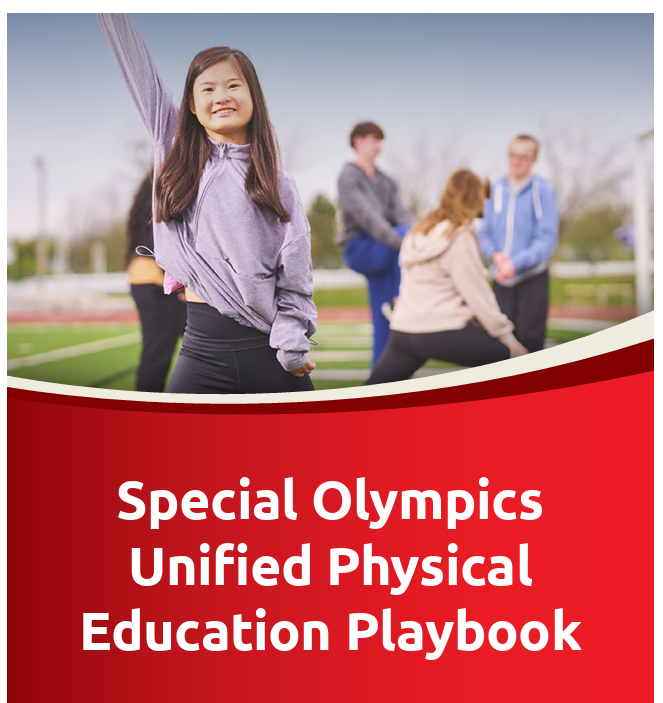 Special Olympics
Unified Physical
Education Playbook